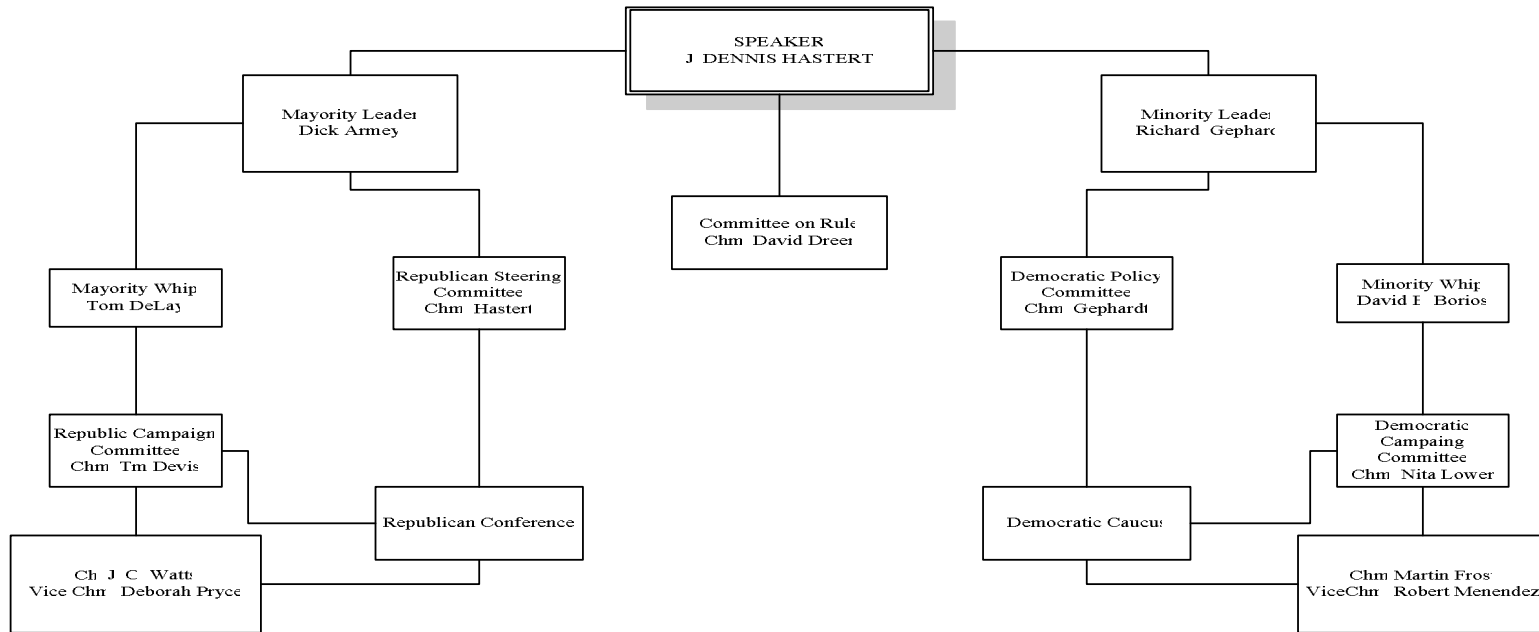 SPEAKER
J DENNIS HASTERT
Mayority Leader
Dick Armey
Minority Leader
Richard Gephard
Committee on Rule
Chm David Dreer
Mayority Whip
Tom DeLay
Republican Steering
Committee
Chm Hastert
Democratic Policy
Committee
Chm Gephardt
Minority Whip
David E Borios
Republic Campaign
Committee
Chm Tm Devis
Democratic
Campaing
Committee
Chm Nita Lower
Republican Conference
Democratic Caucus
Ch J C Watts
Vice Chm Deborah Pryce
Chm Martin Fros
ViceChm Robert Menendez